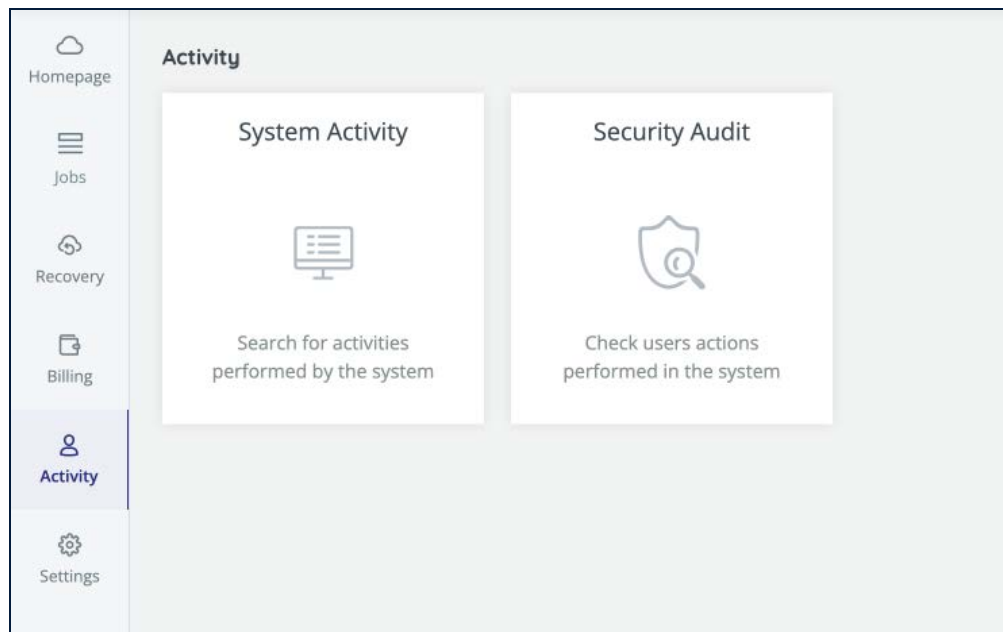 Homepage
Jobs
Recovery
Billing
Activity
Settings
Activity
System Activity
Search for activities
performed by the system
Security Audit
Check users actions
performed in the system